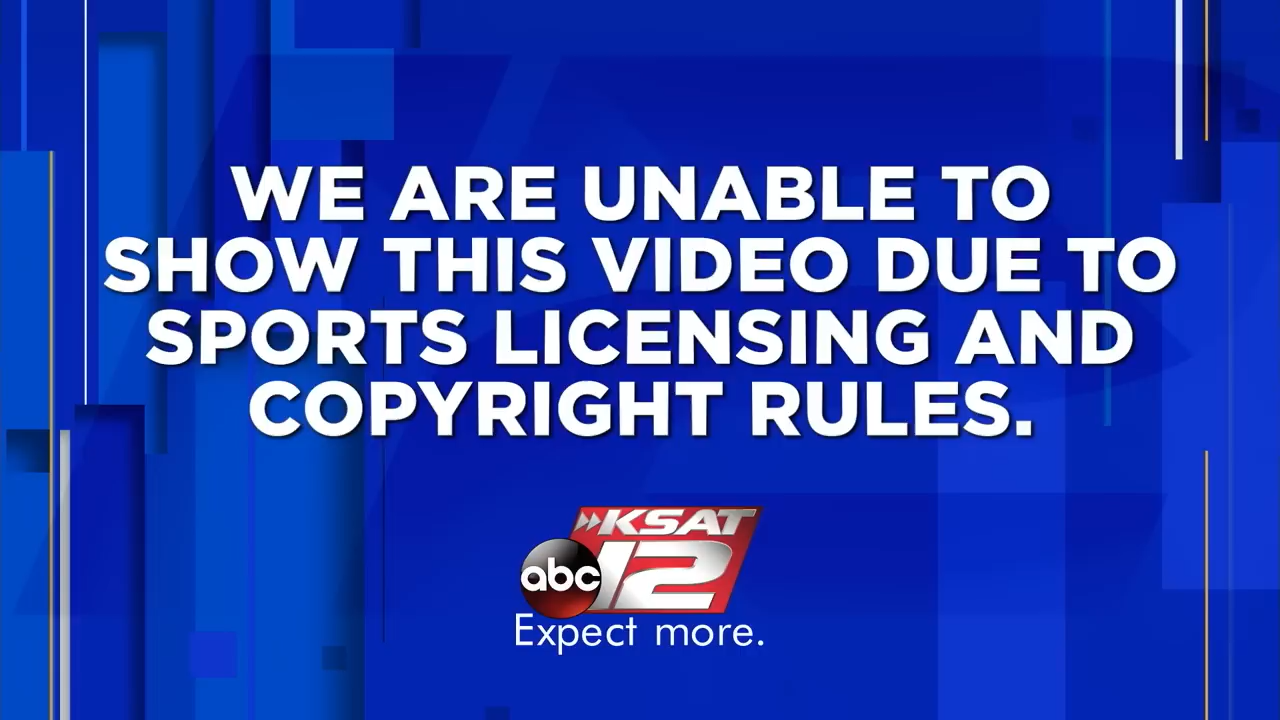 WE ARE UNABLE TO
SHOW THIS VIDEO DUE TO
SPORTS LICENSING AND
COPYRIGHT RULES.
KSAT
abc 12
Expect more.